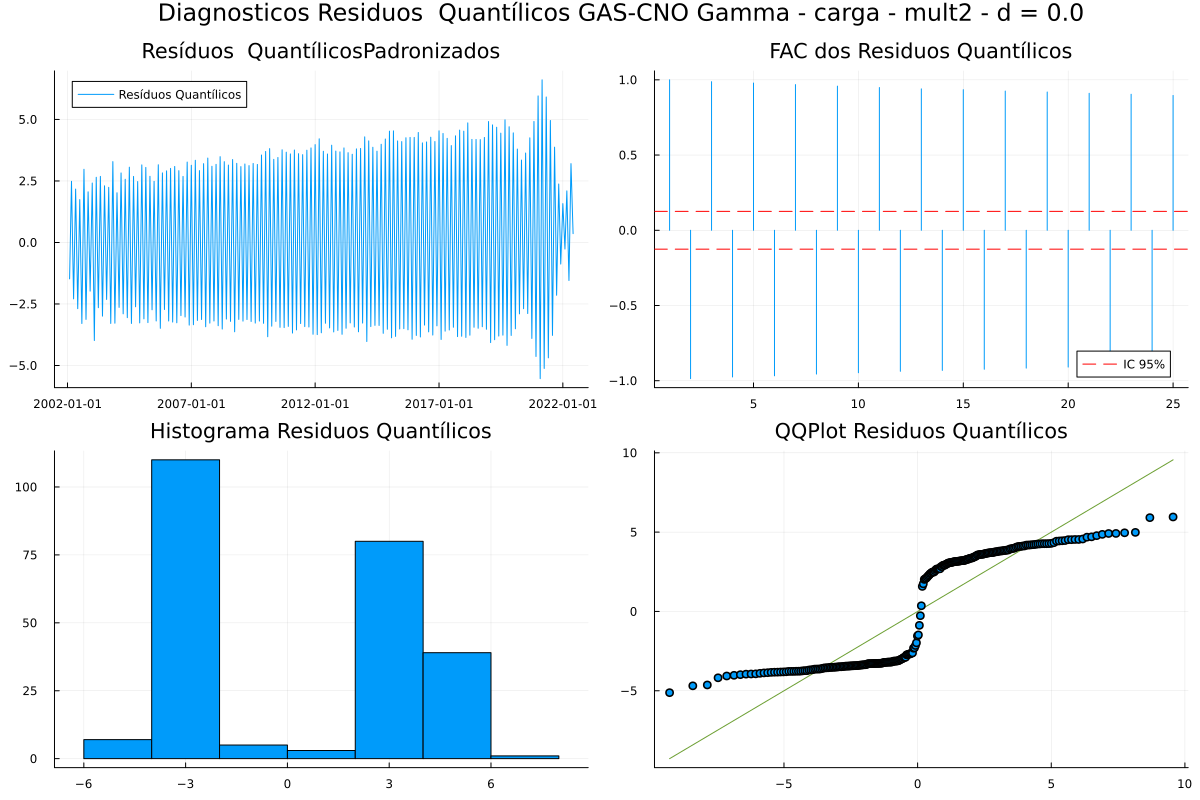 Diagnosticos Residuos  Quantílicos GAS-CNO Gamma - carga - mult2 - d = 0.0
Resíduos  QuantílicosPadronizados
Resíduos Quantílicos
5.0
2.5
0.0
−2.5
−5.0
2002-01-01 2007-01-01 2012-01-01 2017-01-01 2022-01-01
FAC dos Residuos Quantílicos
1.0
0.5
0.0
−0.5
−1.0
IC 95%
5 10 15 20 25
Histograma Residuos Quantílicos
100
75
50
25
0
−6 −3 0 3 6
QQPlot Residuos Quantílicos
10
5
0
−5
−5 0 5 10